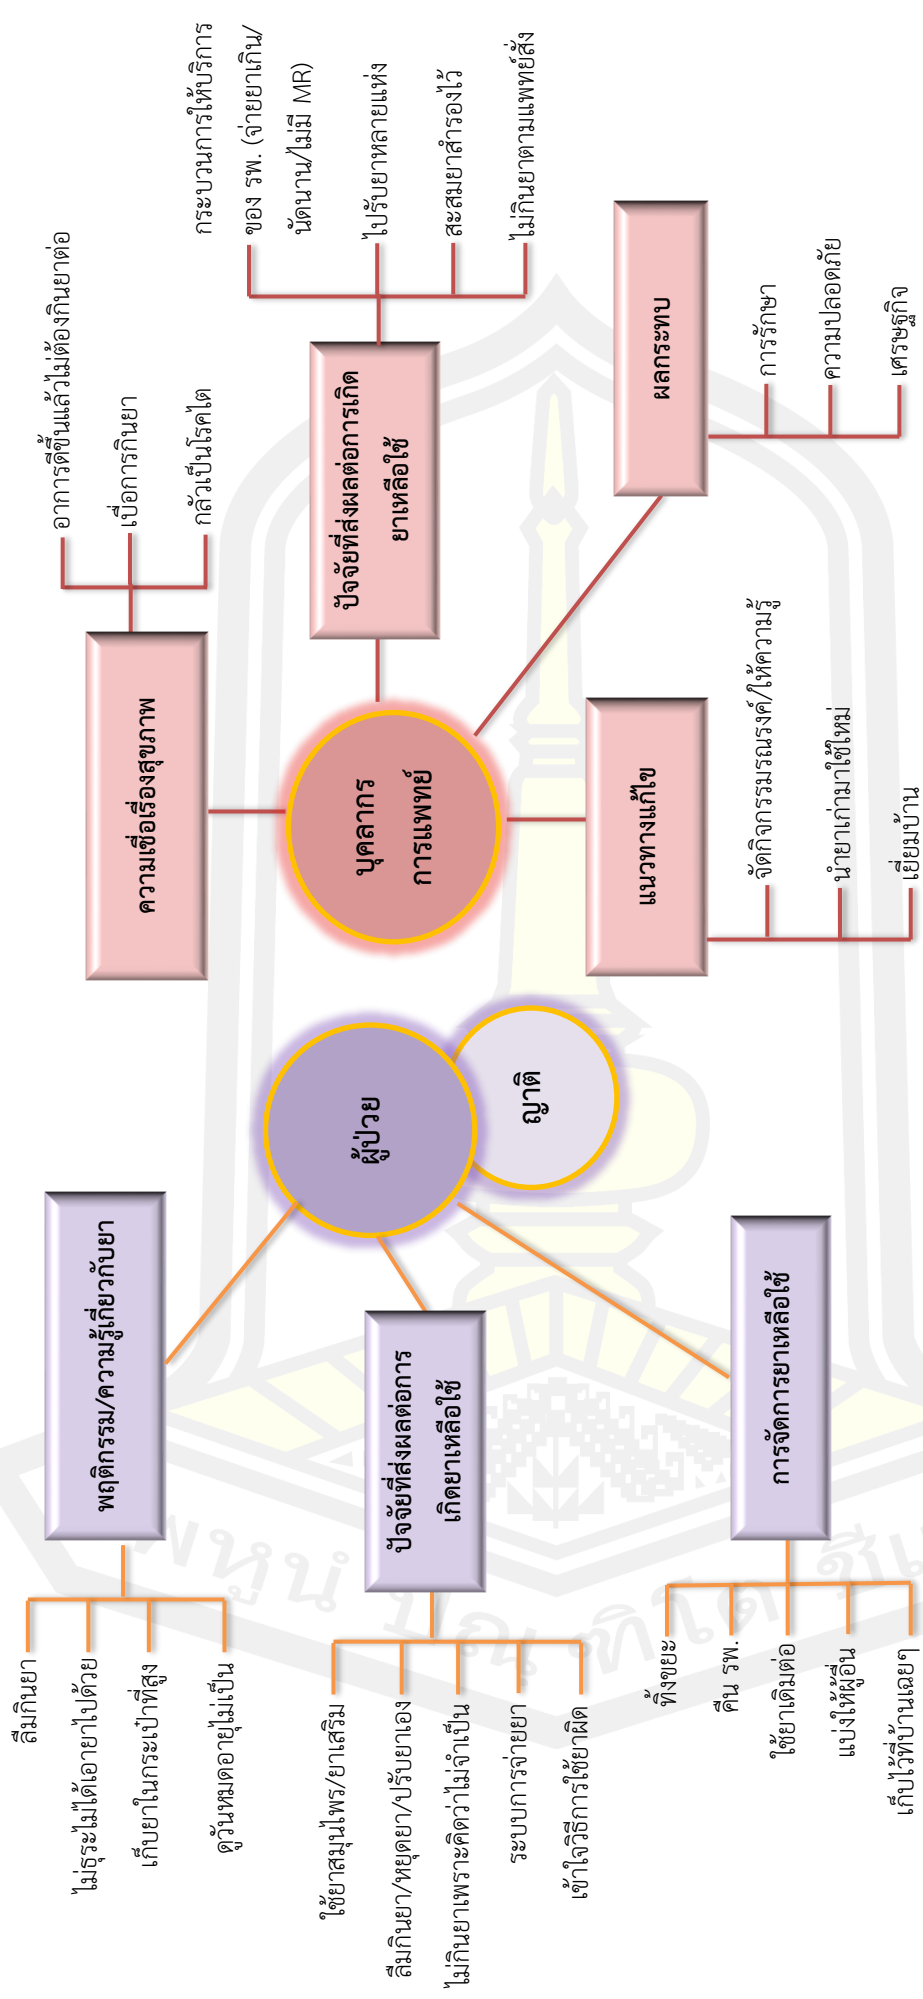 พฤติกรรม/ความรู้เกี่ยวกับยา
ลืมกินยา
ไม่ธุระไม่ได้เอายาไปด้วย
เก็บยาในกระเป๋าที่สูง
ดูวันหมดอายุไม่เป็น
ปัจจัยที่ส่งผลต่อการ
เกิดยาเหลือใช้
ใช้ยาสมุนไพร/ยาเสริม
ลืมกินยา/หยุดยา/ปรับยาเอง
ไม่กินยาเพราะคิดว่าไม่จำเป็น
ระบบการจ่ายยา
เข้าใจวิธีการใช้ยาผิด
การจัดการยาเหลือใช้
ทิ้งขยะ
คืน รพ.
ใช้ยาเดิมต่อ
แบ่งให้ผู้อื่น
เก็บไว้ที่บ้านเฉยๆ
ผู้ป่วย
ญาติ
บุคลากร
การแพทย์
ความเชื่อเรื่องสุขภาพ
อาการดีขึ้นแล้วไม่ต้องกินยาต่อ
เบื่อการกินยา
กลัวเป็นโรคไต
ปัจจัยที่ส่งผลต่อการเกิด
ยาเหลือใช้
กระบวนการให้บริการ
ของ รพ. (จ่ายยาเกิน/
นัดนาน/ไม่มี MR)
ไปรับยาหลายแห่ง
สะสมยาสำรองไว้
ไม่กินยาตามแพทย์สั่ง
แนวทางแก้ไข
จัดกิจกรรมรณรงค์/ให้ความรู้
นำยาเก่ามาใช้ใหม่
เยี่ยมบ้าน
ผลกระทบ
การรักษา
ความปลอดภัย
เศรษฐกิจ
พหูนํ ปณฺฑิโต ชี